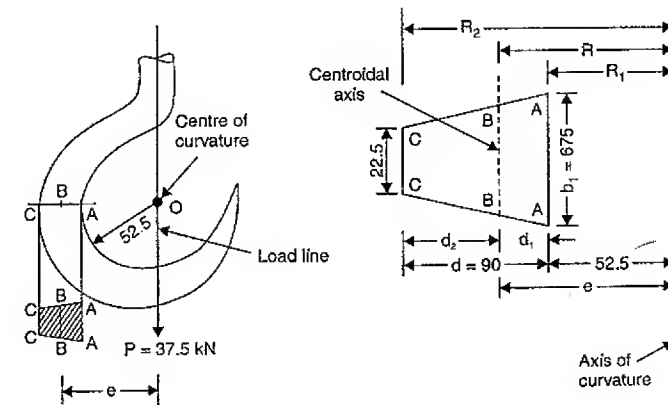 Centre of
curvature
C
B
A
O
52.5
Load line
C
B
A
C
B
A
P = 37.5 kN
e
R₂
R
R₁
Centroidal
axis
A
B
C
22.5
b₁ = 675
C
B
A
d₂
d₁
d = 90
52.5
e
Axis of
curvature